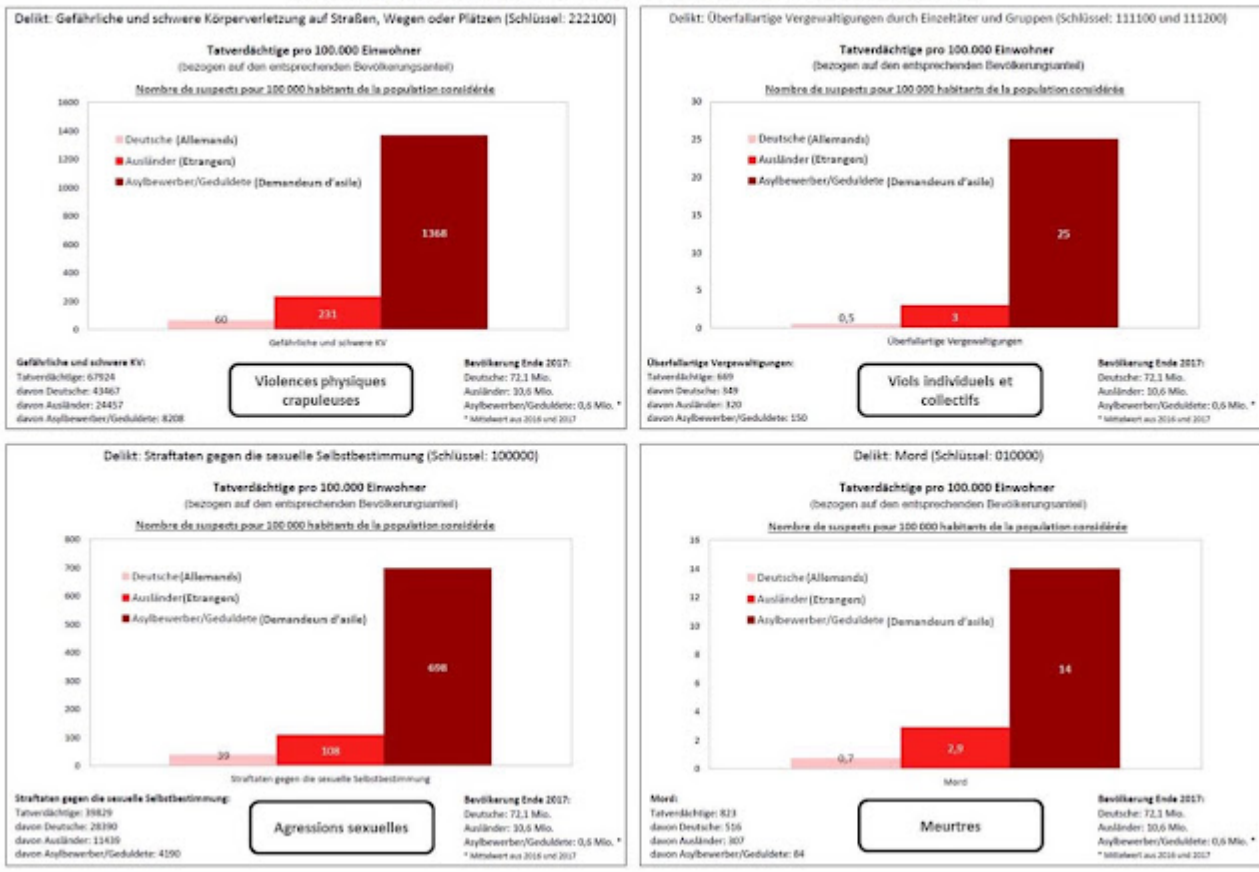 Delikt: Gefährliche und schwere Körperverletzung auf Straßen, Wegen oder Plätzen (Schlüssel: 222100)
Tatverdächtige pro 100.000 Einwohner
(bezogen auf den entsprechenden Bevölkerungsanteil)
Nombre de suspects pour 100 000 habitants de la population considérée
1600
1400
1200
1000
800
600
400
200
0
Deutsche (Allemands)
Ausländer (Etrangers)
Asylbewerber/Geduldete (Demandeurs d'asile)
60
231
1368
Gefährliche und schwere KV
Gefährliche und schwere KV:
Tatverdächtige: 67924
davon Deutsche: 43467
davon Ausländer: 24457
davon Asylbewerber/Geduldete: 8208
Violences physiques
crapuleuses
Bevölkerung Ende 2017:
Deutsche: 72,1 Mio.
Ausländer: 10,6 Mio.
Asylbewerber/Geduldete: 0,6 Mio. *
* Mittelwert aus 2016 und 2017
Delikt: Überfallartige Vergewaltigungen durch Einzeltäter und Gruppen (Schlüssel: 111100 und 111200)
Tatverdächtige pro 100.000 Einwohner
(bezogen auf den entsprechenden Bevölkerungsanteil)
Nombre de suspects pour 100 000 habitants de la population considérée
30
25
20
15
10
5
0
Deutsche (Allemands)
Ausländer (Etrangers)
Asylbewerber/Geduldete (Demandeurs d'asile)
0,5
3
25
Überfallartige Vergewaltigungen
Überfallartige Vergewaltigungen:
Tatverdächtige: 669
davon Deutsche: 349
davon Ausländer: 320
davon Asylbewerber/Geduldete: 150
Viols individuels et
collectifs
Bevölkerung Ende 2017:
Deutsche: 72,1 Mio.
Ausländer: 10,6 Mio.
Asylbewerber/Geduldete: 0,6 Mio. *
* Mittelwert aus 2016 und 2017
Delikt: Straftaten gegen die sexuelle Selbstbestimmung (Schlüssel: 100000)
Tatverdächtige pro 100.000 Einwohner
(bezogen auf den entsprechenden Bevölkerungsanteil)
Nombre de suspects pour 100 000 habitants de la population considérée
800
700
600
500
400
300
200
100
0
Deutsche (Allemands)
Ausländer (Etrangers)
Asylbewerber/Geduldete (Demandeurs d'asile)
39
108
698
Straftaten gegen die sexuelle Selbstbestimmung
Straftaten gegen die sexuelle Selbstbestimmung:
Tatverdächtige: 39829
davon Deutsche: 28390
davon Ausländer: 11439
davon Asylbewerber/Geduldete: 4190
Agressions sexuelles
Bevölkerung Ende 2017:
Deutsche: 72,1 Mio.
Ausländer: 10,6 Mio.
Asylbewerber/Geduldete: 0,6 Mio. *
* Mittelwert aus 2016 und 2017
Delikt: Mord (Schlüssel: 010000)
Tatverdächtige pro 100.000 Einwohner
(bezogen auf den entsprechenden Bevölkerungsanteil)
Nombre de suspects pour 100 000 habitants de la population considérée
16
14
12
10
8
6
4
2
0
Deutsche (Allemands)
Ausländer (Etrangers)
Asylbewerber/Geduldete (Demandeurs d'asile)
0,7
2,9
14
Mord
Mord:
Tatverdächtige: 823
davon Deutsche: 516
davon Ausländer: 307
davon Asylbewerber/Geduldete: 84
Meurtres
Bevölkerung Ende 2017:
Deutsche: 72,1 Mio.
Ausländer: 10,6 Mio.
Asylbewerber/Geduldete: 0,6 Mio. *
* Mittelwert aus 2016 und 2017